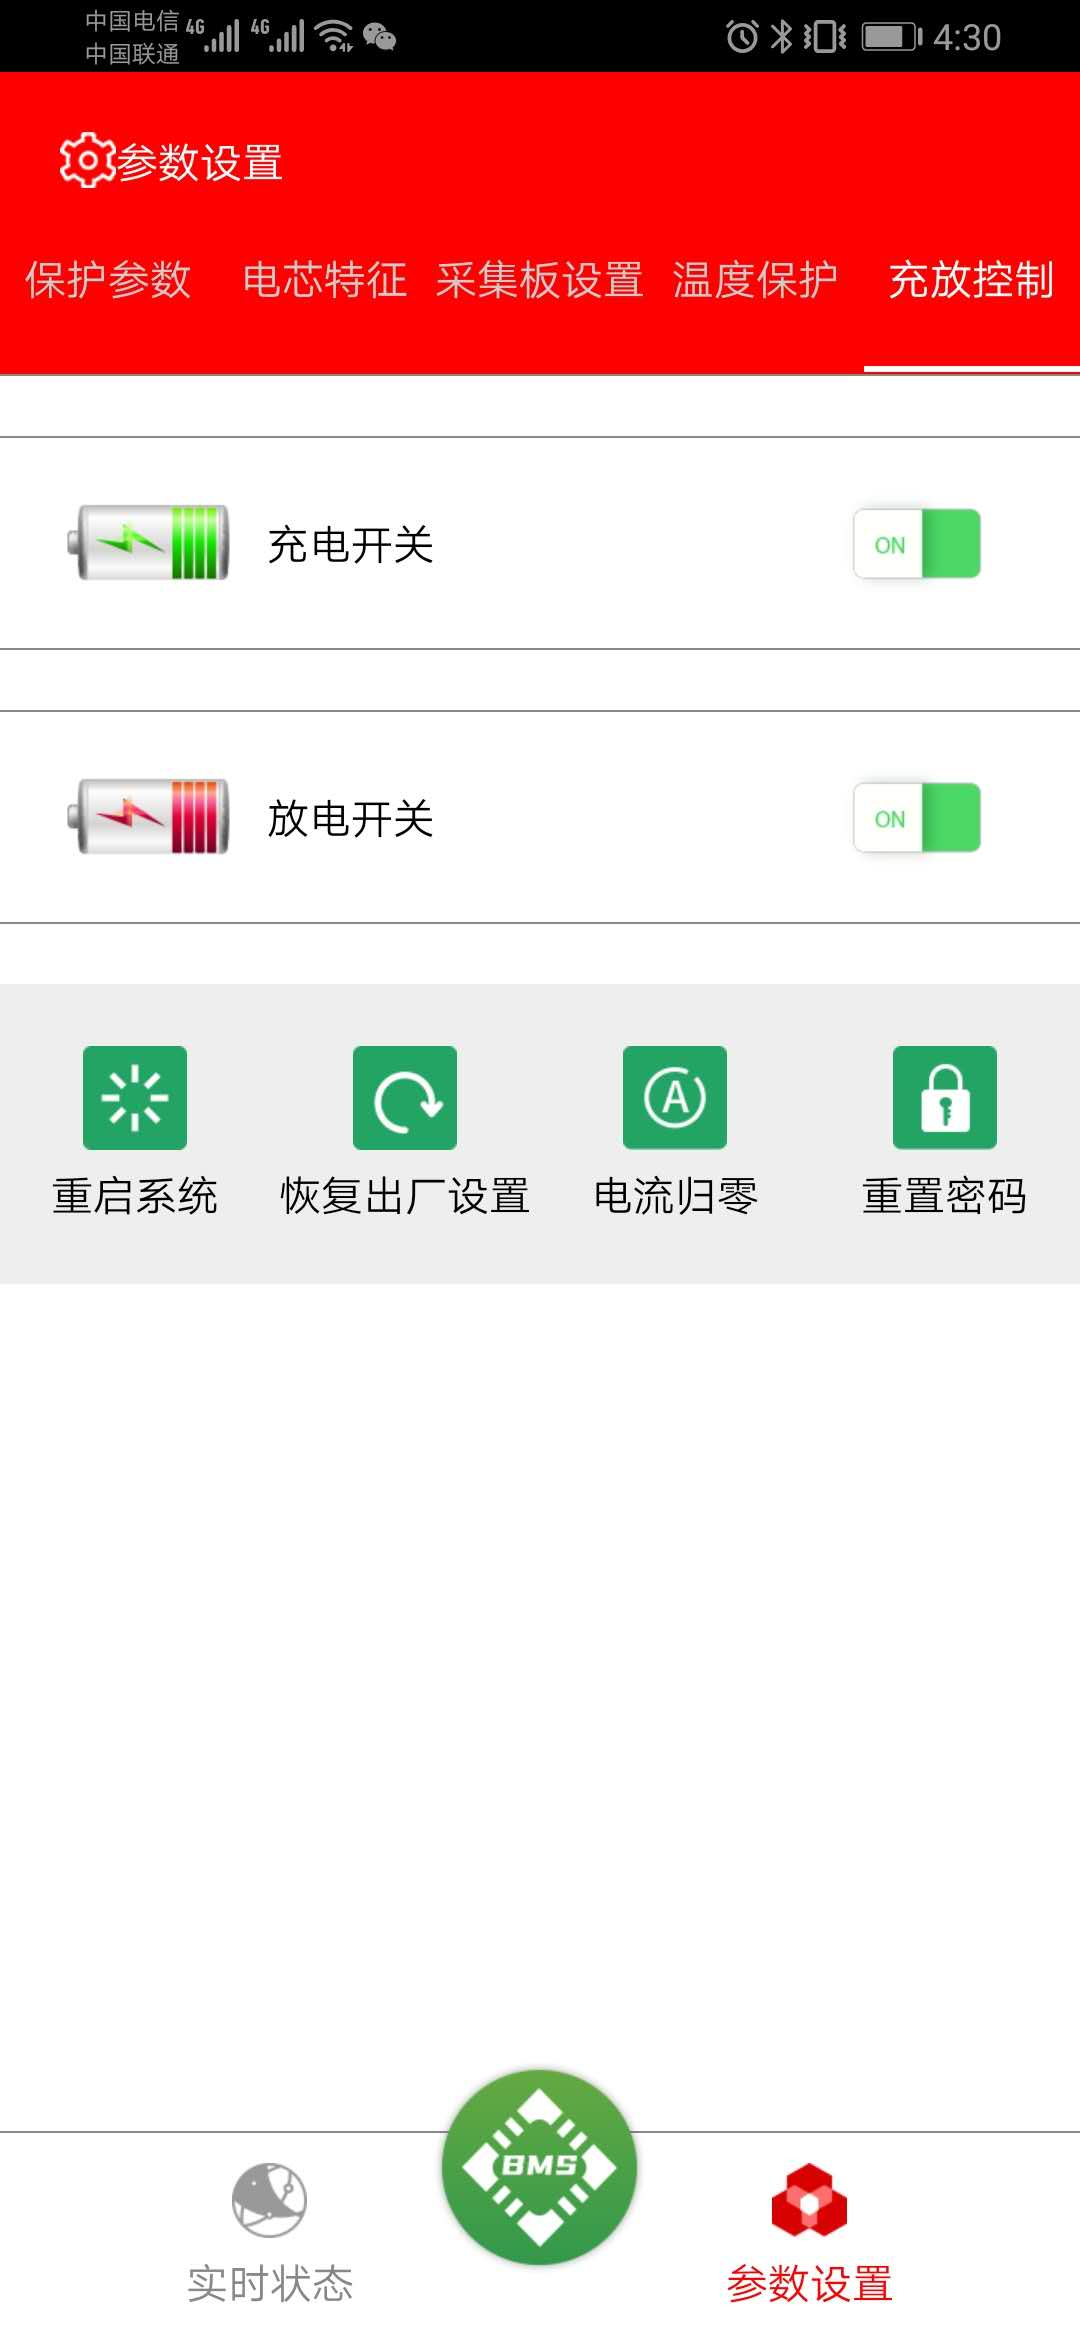 中国电信 4G 4G
中国联通
4:30
参数设置
保护参数 电芯特征 采集板设置 温度保护 充放控制
充电开关 ON
放电开关 ON
A
重启系统 恢复出厂设置 电流归零 重置密码
BMS
实时状态 参数设置